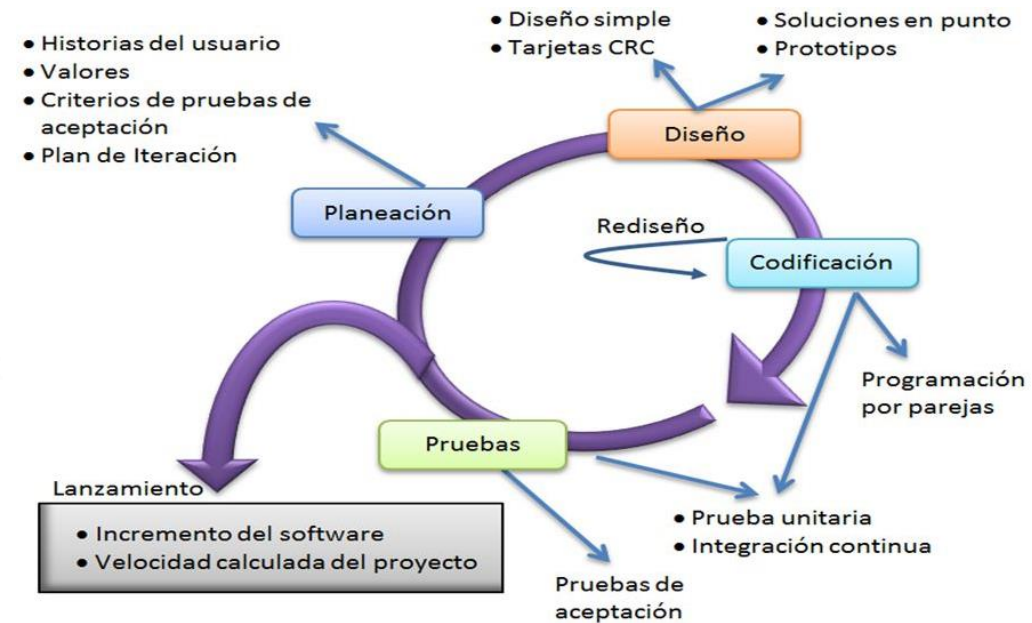 • Historias del usuario
• Valores
• Criterios de pruebas de
aceptación
• Plan de Iteración
• Diseño simple
• Tarjetas CRC
• Soluciones en punto
• Prototipos
Diseño
Planeación
Rediseño
Codificación
Programación
por parejas
Pruebas
Lanzamiento
• Incremento del software
• Velocidad calculada del proyecto
• Prueba unitaria
• Integración continua
Pruebas de
aceptación